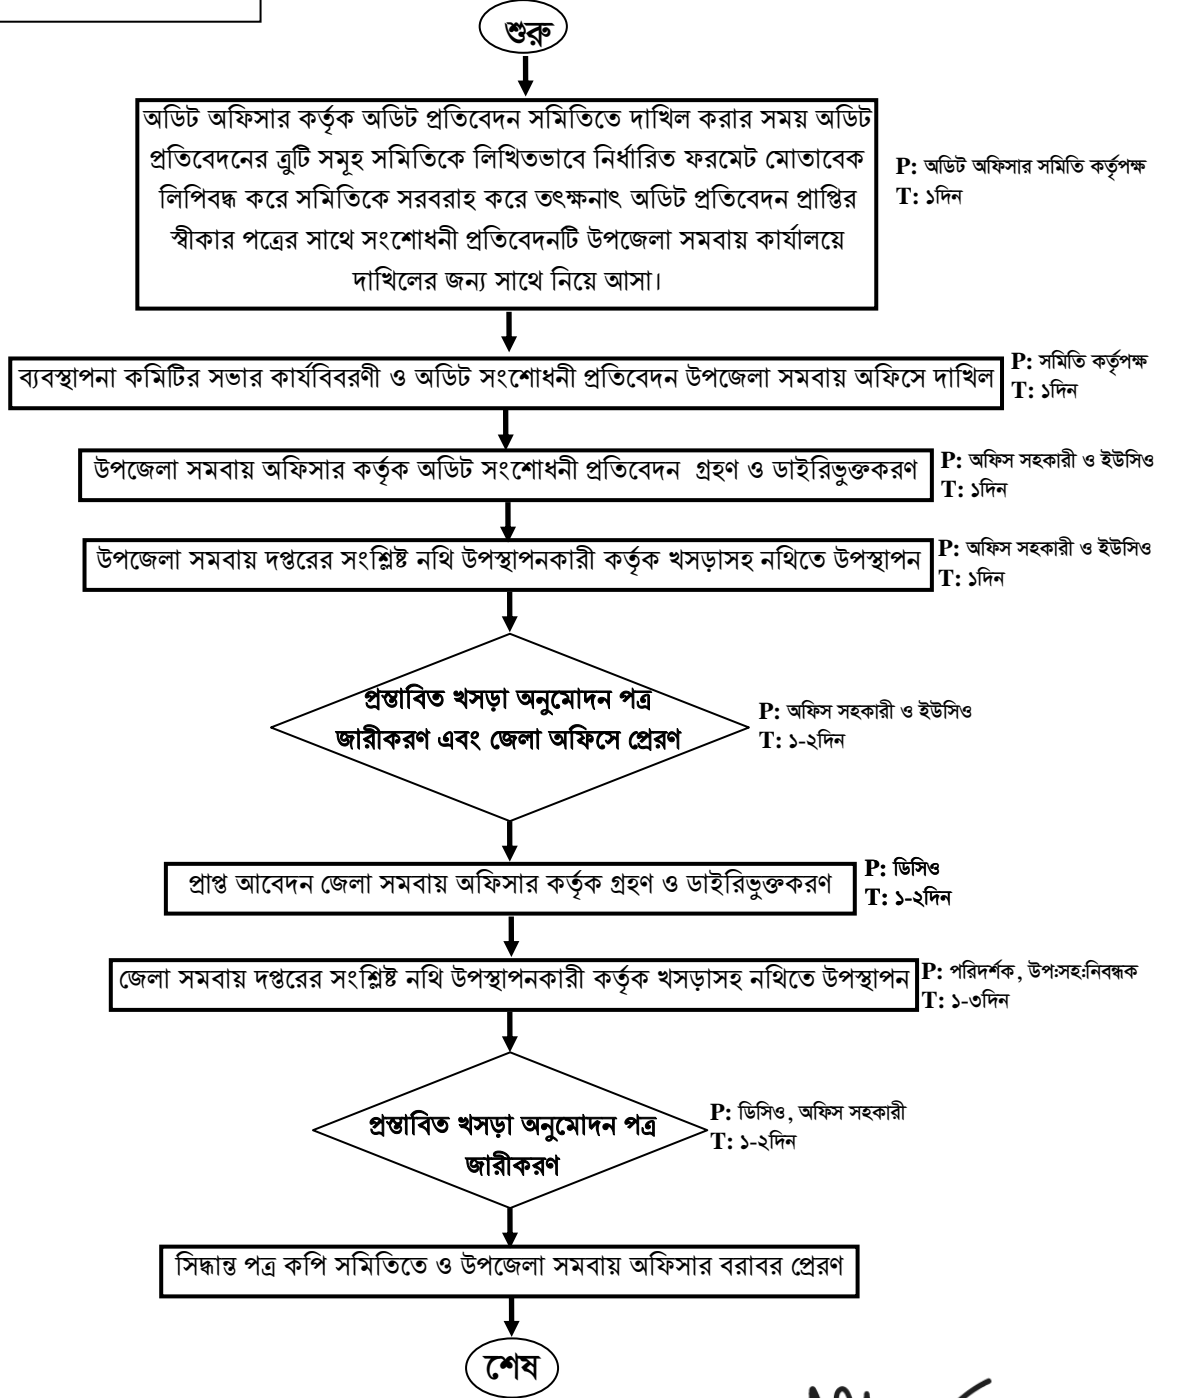 শুরু
অডিট অফিসার কর্তৃক অডিট প্রতিবেদন সমিতিতে দাখিল করার সময় অডিট
প্রতিবেদনের ত্রুটি সমূহ সমিতিকে লিখিতভাবে নির্ধারিত ফরমেট মোতাবেক
লিপিবদ্ধ করে সমিতিকে সরবরাহ করে তৎক্ষনাৎ অডিট প্রতিবেদন প্রাপ্তির
স্বীকার পত্রের সাথে সংশোধনী প্রতিবেদনটি উপজেলা সমবায় কার্যালয়ে
দাখিলের জন্য সাথে নিয়ে আসা।
P: অডিট অফিসার সমিতি কর্তৃপক্ষ
T: ১দিন
ব্যবস্থাপনা কমিটির সভার কার্যবিবরণী ও অডিট সংশোধনী প্রতিবেদন উপজেলা সমবায় অফিসে দাখিল
P: সমিতি কর্তৃপক্ষ
T: ১দিন
উপজেলা সমবায় অফিসার কর্তৃক অডিট সংশোধনী প্রতিবেদন গ্রহণ ও ডাইরিভুক্তকরণ
P: অফিস সহকারী ও ইউসিও
T: ১দিন
উপজেলা সমবায় দপ্তরের সংশ্লিষ্ট নথি উপস্থাপনকারী কর্তৃক খসড়াসহ নথিতে উপস্থাপন
P: অফিস সহকারী ও ইউসিও
T: ১দিন
প্রস্তাবিত খসড়া অনুমোদন পত্র
জারীকরণ এবং জেলা অফিসে প্রেরণ
P: অফিস সহকারী ও ইউসিও
T: ১-২দিন
প্রাপ্ত আবেদন জেলা সমবায় অফিসার কর্তৃক গ্রহণ ও ডাইরিভুক্তকরণ
P: ডিসিও
T: ১-২দিন
জেলা সমবায় দপ্তরের সংশ্লিষ্ট নথি উপস্থাপনকারী কর্তৃক খসড়াসহ নথিতে উপস্থাপন
P: পরিদর্শক, উপ:সহ:নিবন্ধক
T: ১-৩দিন
প্রস্তাবিত খসড়া অনুমোদন পত্র
জারীকরণ
P: ডিসিও, অফিস সহকারী
T: ১-২দিন
সিদ্ধান্ত পত্র কপি সমিতিতে ও উপজেলা সমবায় অফিসার বরাবর প্রেরণ
শেষ